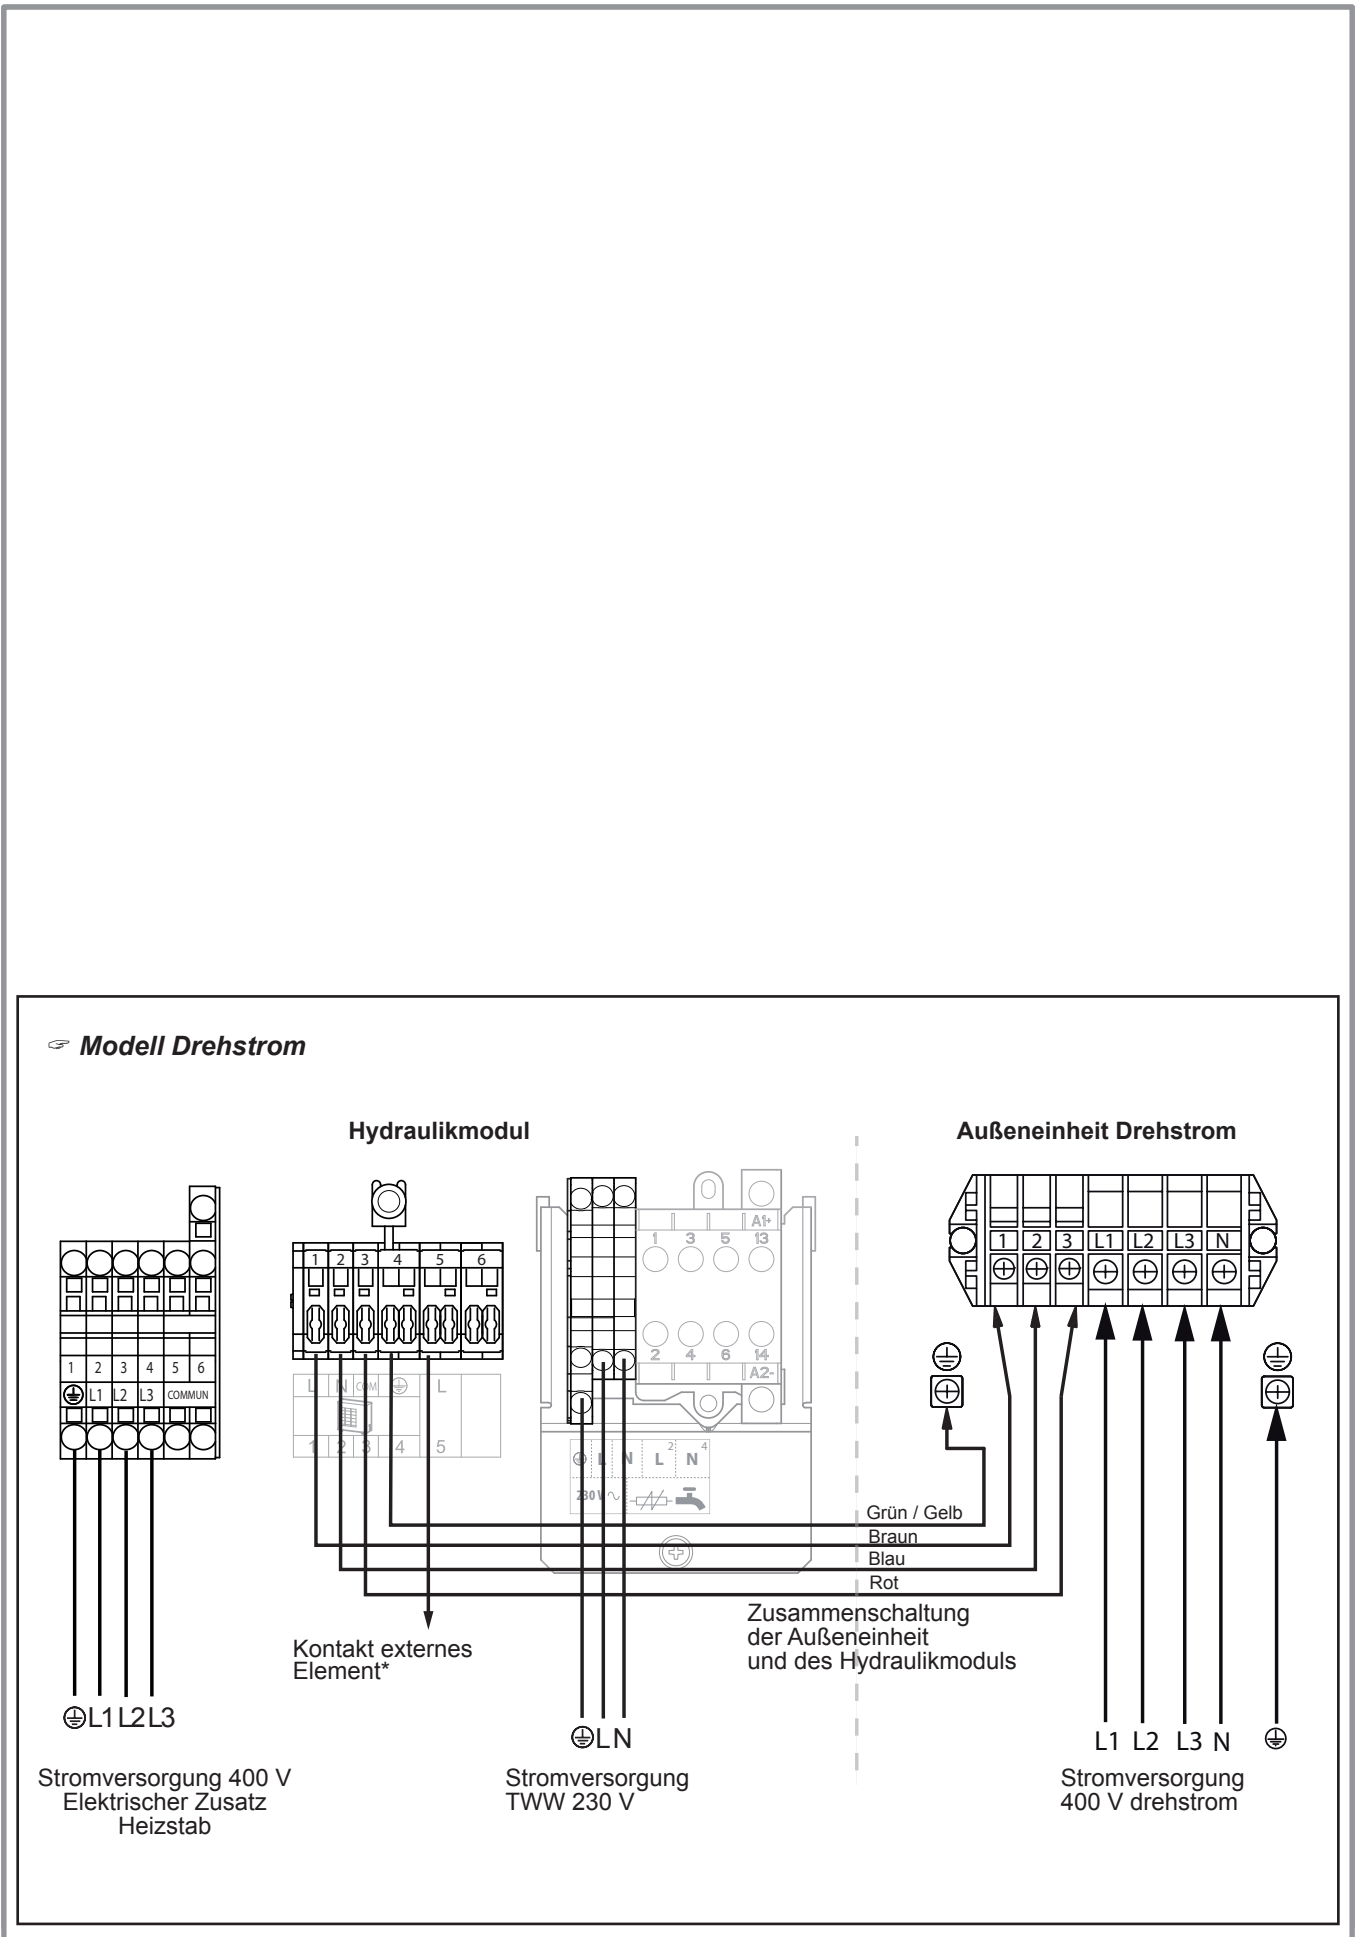 ☞ Modell Drehstrom
Hydraulikmodul
Außeneinheit Drehstrom
1 2 3 4 5 6
L1 L2 L3 COMMUN
1 2 3 4 5 6
L N COM L
1 2 3 4 5
A1+
1 3 5 13
2 4 6 14
A2-
L N L 2 N 4
230 V
1 2 3 L1 L2 L3 N
Grün / Gelb
Braun
Blau
Rot
Zusammenschaltung
der Außeneinheit
und des Hydraulikmoduls
Kontakt externes
Element*
L1 L2 L3
Stromversorgung 400 V
Elektrischer Zusatz
Heizstab
L N
Stromversorgung
TWW 230 V
L1 L2 L3 N
Stromversorgung
400 V drehstrom